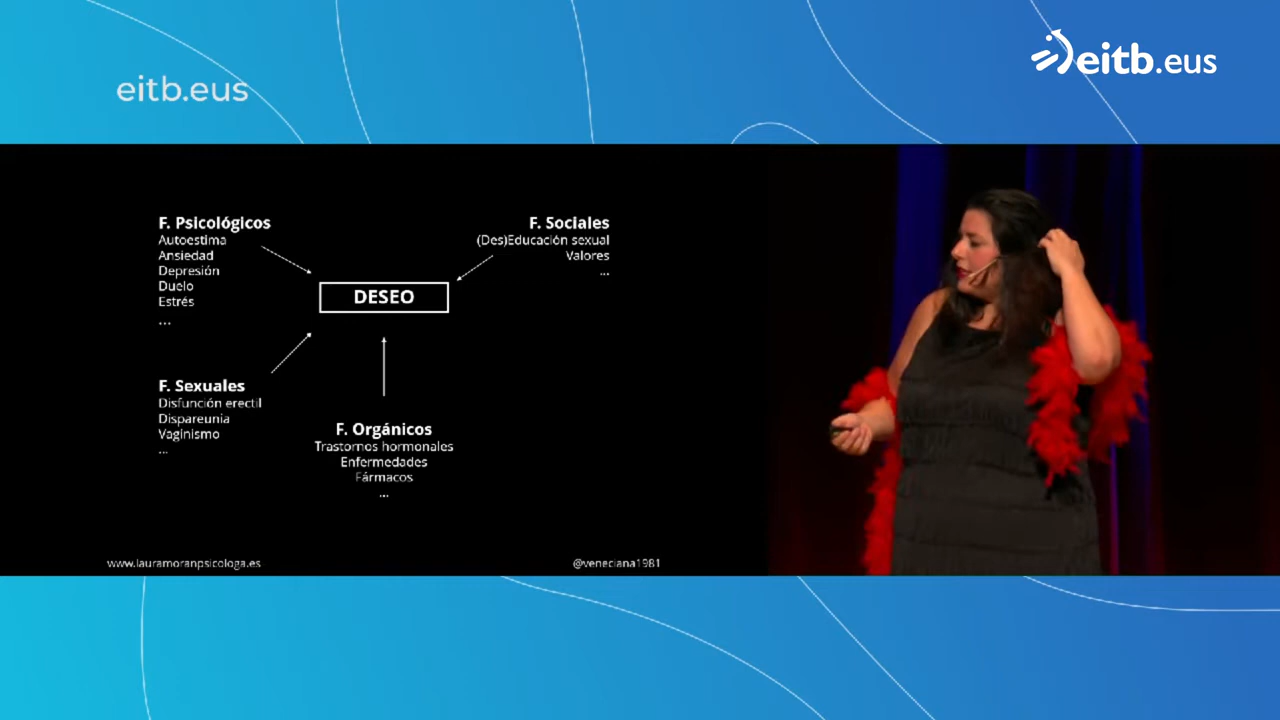 eitb.eus
eitb.eus
F. Psicológicos
Autoestima
Ansiedad
Depresión
Duelo
Estrés
...
F. Sociales
(Des)Educación sexual
Valores
...
DESEO
F. Sexuales
Disfunción erectil
Dispareunia
Vaginismo
...
F. Orgánicos
Trastornos hormonales
Enfermedades
Fármacos
...
www.lauramoranpsicologa.es
@veneciana1981